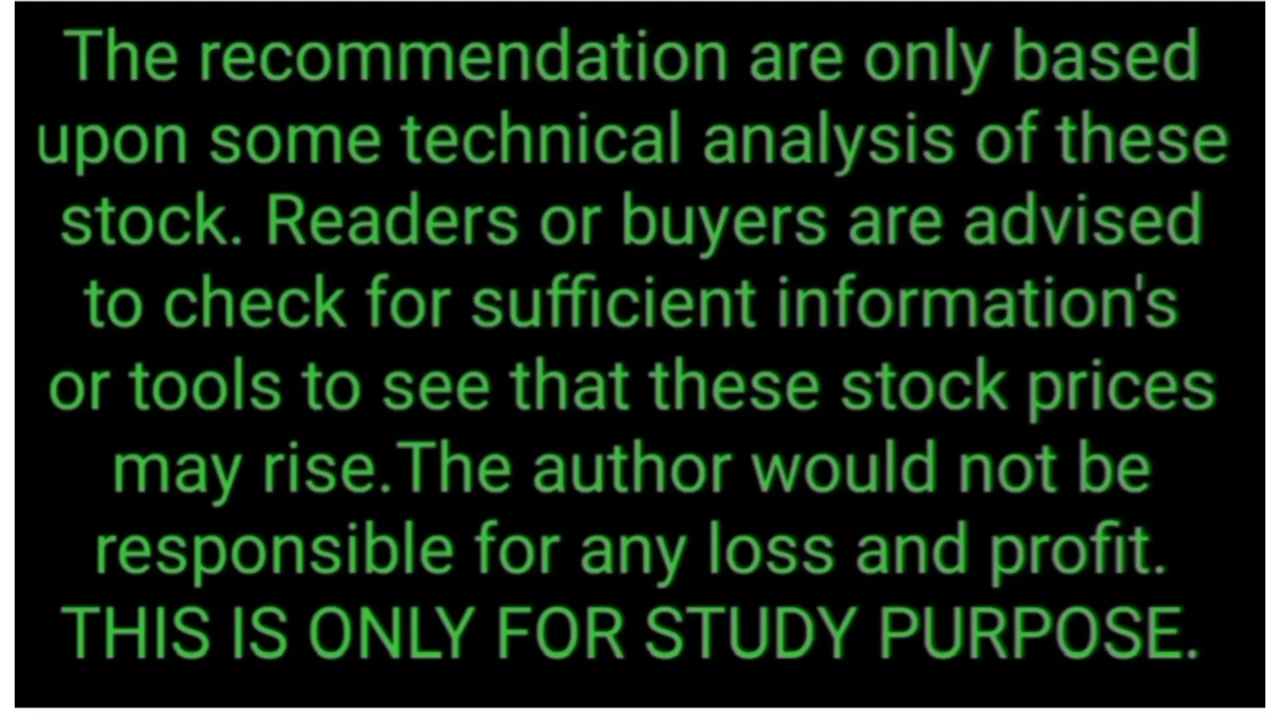 The recommendation are only based
upon some technical analysis of these
stock. Readers or buyers are advised
to check for sufficient information's
or tools to see that these stock prices
may rise.The author would not be
responsible for any loss and profit.
THIS IS ONLY FOR STUDY PURPOSE.